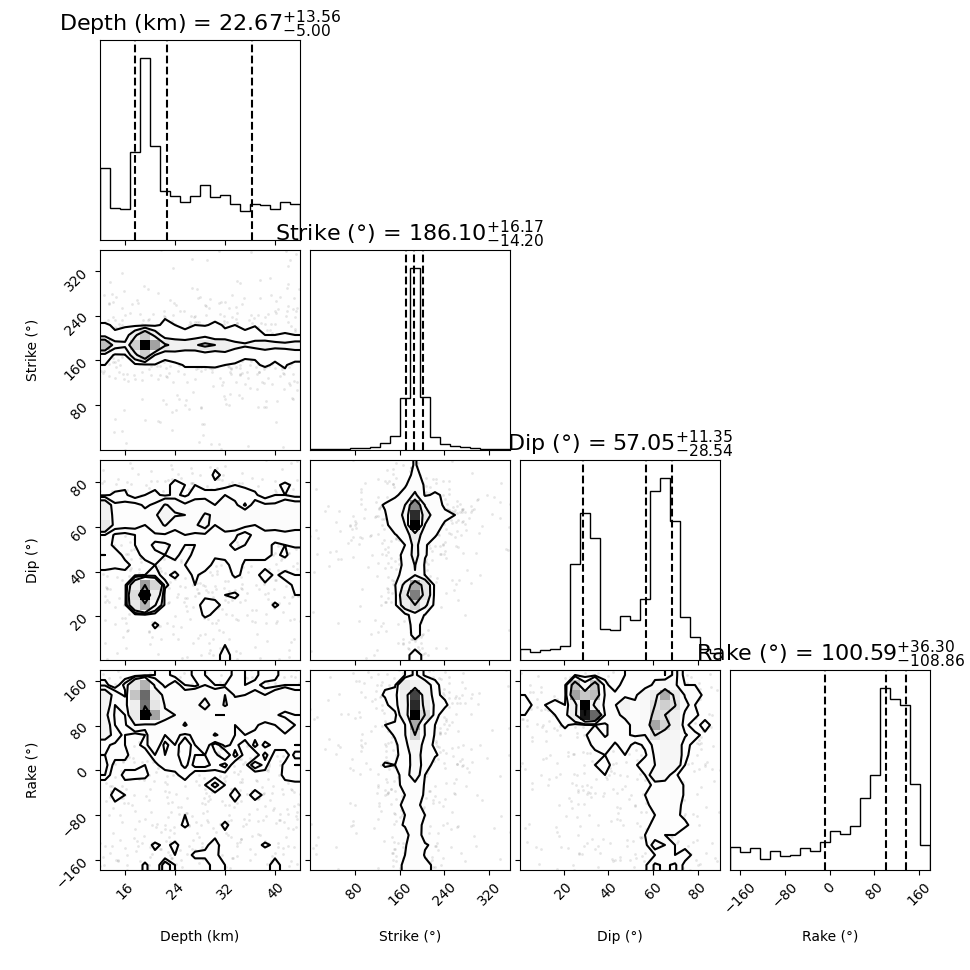 Depth (km) = 22.67+13.56−5.00
Strike (°) = 186.10+16.17−14.20
320
240
160
80
Strike (°)
Dip (°) = 57.05+11.35−28.54
80
60
40
20
Dip (°)
Rake (°) = 100.59+36.30−108.86
160
80
0
−80
−160
Rake (°)
16 24 32 40
80 160 240 320
20 40 60 80
−160 −80 0 80 160
Depth (km) Strike (°) Dip (°) Rake (°)